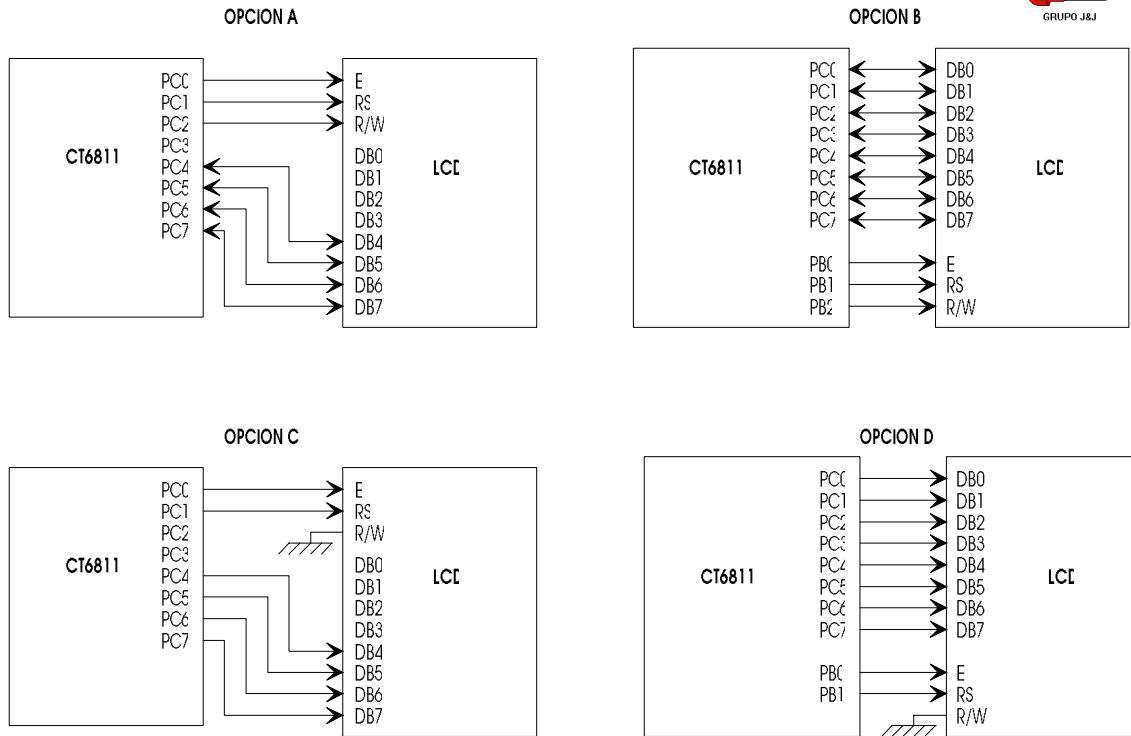 OPCION A
PC0
PC1
PC2
PC3
PC4
PC5
PC6
PC7
CT6811
E
RS
R/W
DB0
DB1
DB2
DB3
DB4
DB5
DB6
DB7
LCD
OPCION B
GRUPO J&J
PC0
PC1
PC2
PC3
PC4
PC5
PC6
PC7
PB0
PB1
PB2
CT6811
DB0
DB1
DB2
DB3
DB4
DB5
DB6
DB7
E
RS
R/W
LCD
OPCION C
PC0
PC1
PC2
PC3
PC4
PC5
PC6
PC7
CT6811
E
RS
R/W
DB0
DB1
DB2
DB3
DB4
DB5
DB6
DB7
LCD
OPCION D
PC0
PC1
PC2
PC3
PC4
PC5
PC6
PC7
PB0
PB1
CT6811
DB0
DB1
DB2
DB3
DB4
DB5
DB6
DB7
E
RS
R/W
LCD